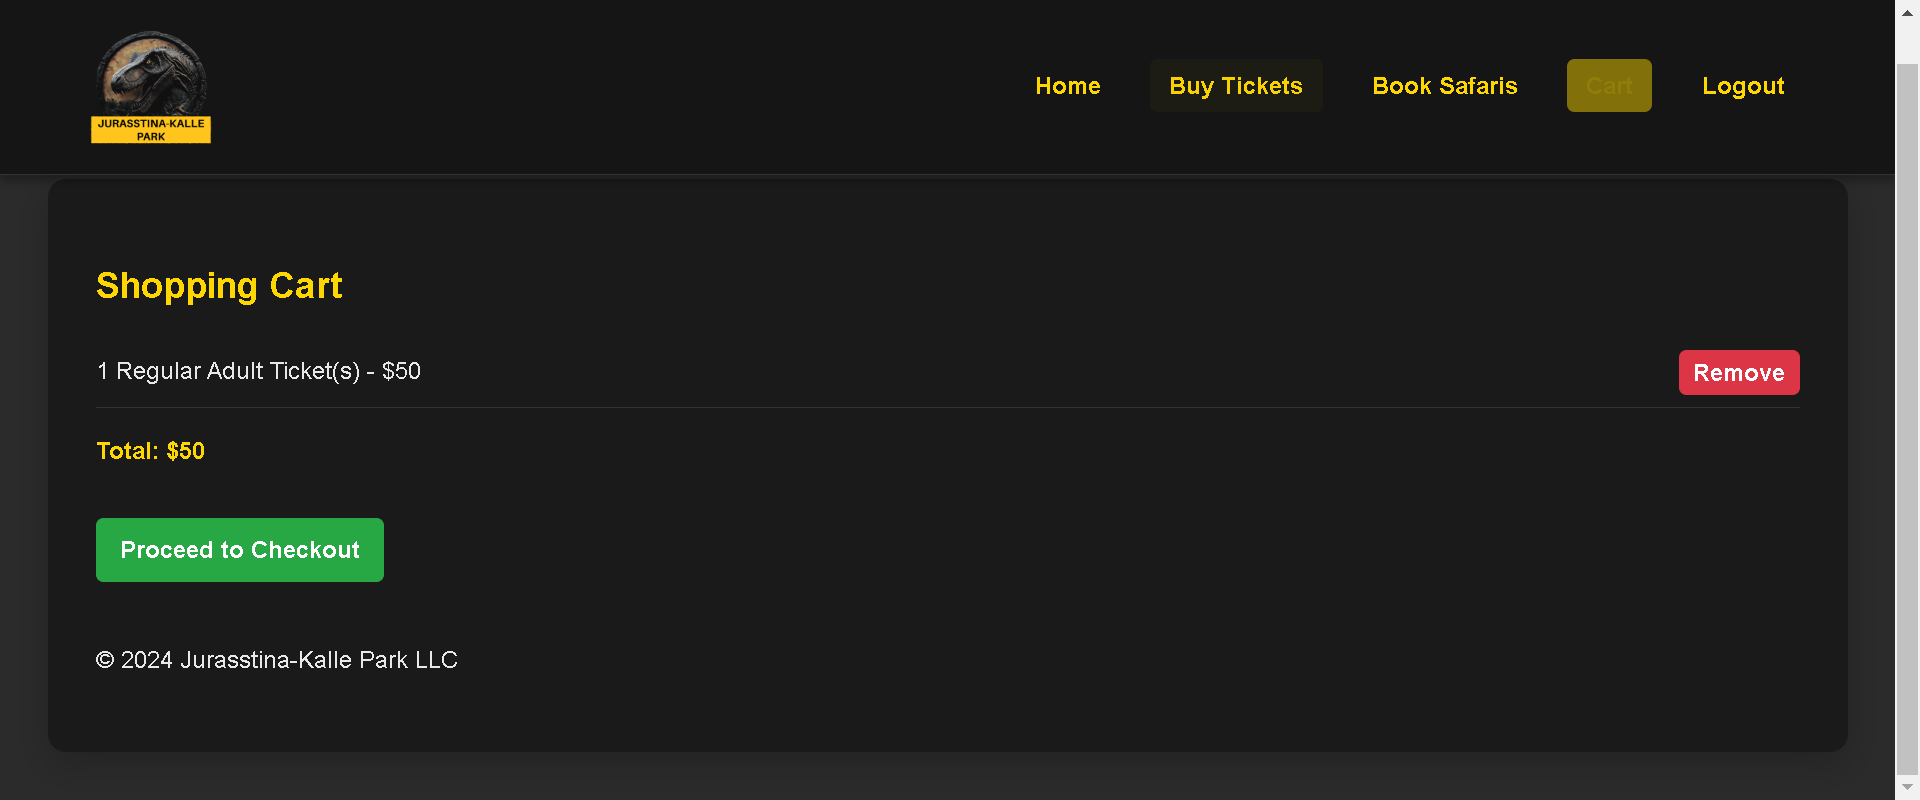 JURASSTINA-KALLE
PARK
Home
Buy Tickets
Book Safaris
Cart
Logout
Shopping Cart
1 Regular Adult Ticket(s) - $50
Remove
Total: $50
Proceed to Checkout
© 2024 Jurasstina-Kalle Park LLC